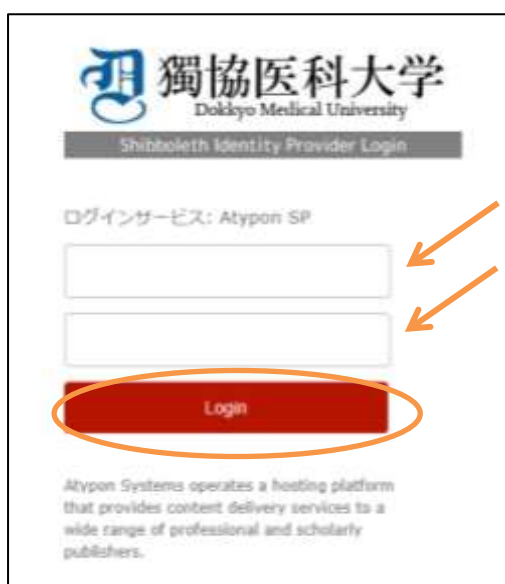 獨協医科大学
Dokkyo Medical University
Shibboleth Identity Provider Login
ログインサービス: Atypon SP
Login
Atypon Systems operates a hosting platform
that provides content delivery services to a
wide range of professional and scholarly
publishers.